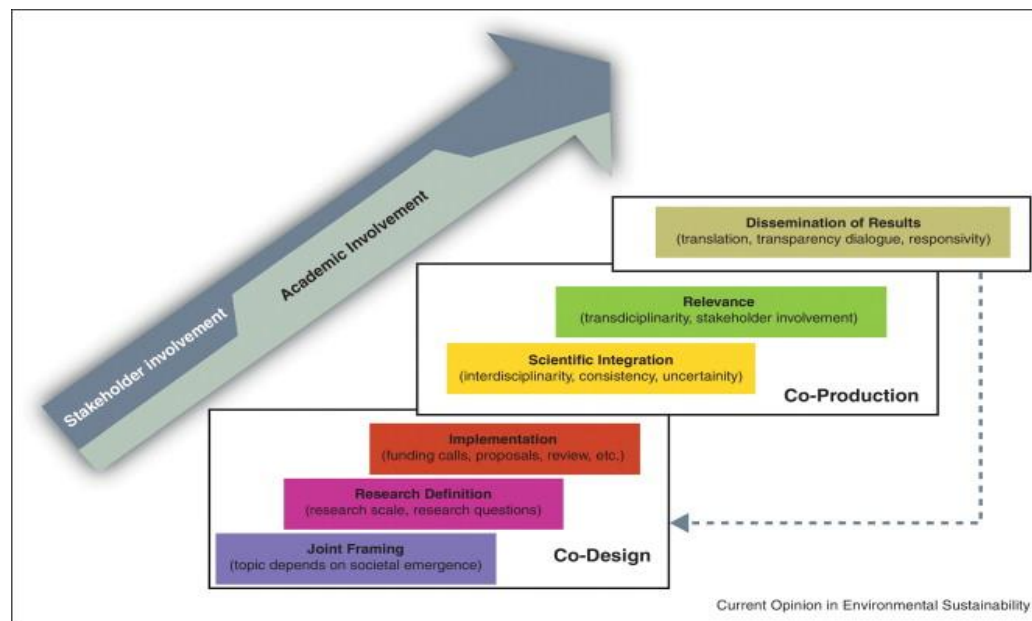 Stakeholder involvement
Academic Involvement
Dissemination of Results
(translation, transparency dialogue, responsivity)
Relevance
(transdiciplinarity, stakeholder involvement)
Scientific Integration
(interdisciplinarity, consistency, uncertainity)
Co-Production
Implementation
(funding calls, proposals, review, etc.)
Research Definition
(research scale, research questions)
Joint Framing
(topic depends on societal emergence)
Co-Design
Current Opinion in Environmental Sustainability